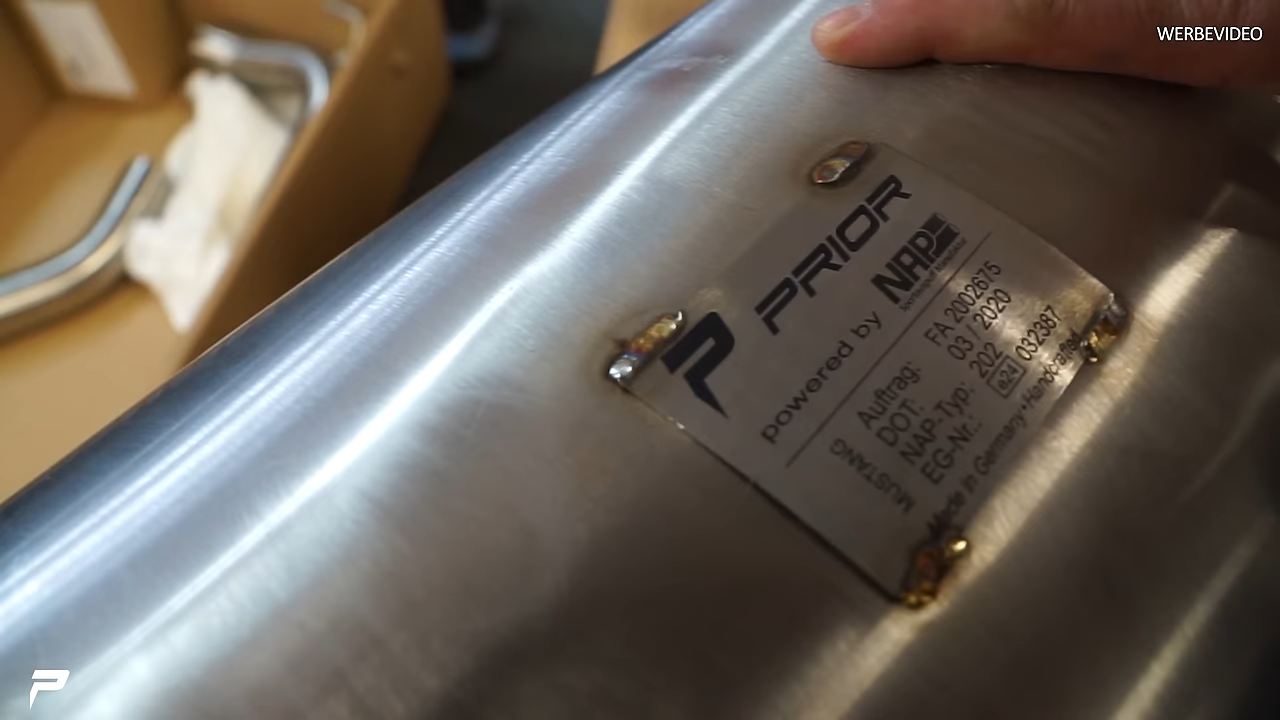 WERBEVIDEO
PRIOR
powered by NAP
MUSTANG
Auftrag: FA 2002675
DOT: 03 / 2020
NAP-Typ: 202
EG-Nr.: e24 032387
Made in Germany•Handcrafted